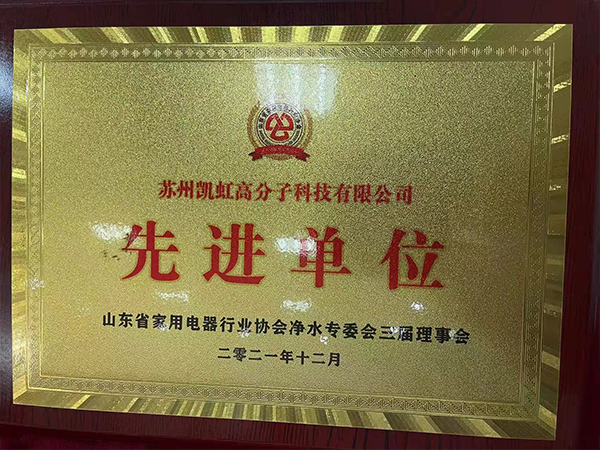 苏州凯虹高分子科技有限公司
先进单位
山东省家用电器行业协会净水专委会三届理事会
二零二一年十二月